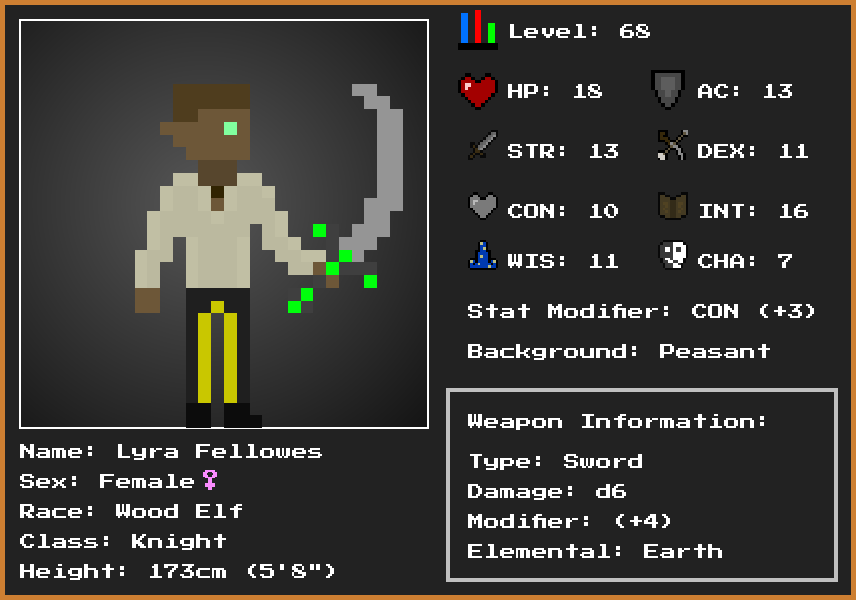 Level: 68
HP: 18
AC: 13
STR: 13
DEX: 11
CON: 10
INT: 16
WIS: 11
CHA: 7
Stat Modifier: CON (+3)
Background: Peasant
Weapon Information:
Type: Sword
Damage: d6
Modifier: (+4)
Elemental: Earth
Name: Lyra Fellowes
Sex: Female♀
Race: Wood Elf
Class: Knight
Height: 173cm (5'8")